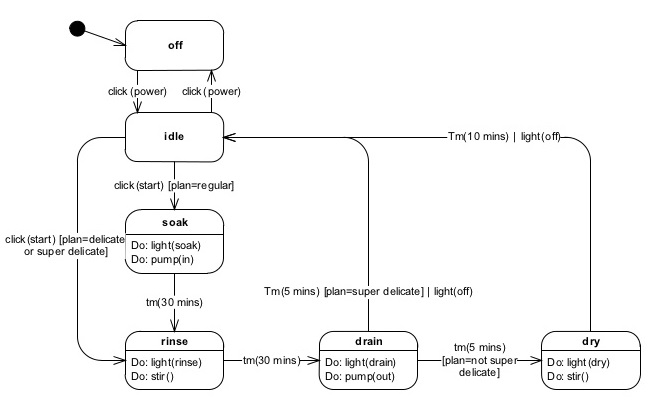 off
click(power)
click(power)
idle
Tm(10 mins) | light(off)
click(start) [plan=regular]
soak
Do: light(soak)
Do: pump(in)
click(start) [plan=delicate
or super delicate]
tm(30 mins)
Tm(5 mins) [plan=super delicate] | light(off)
rinse
Do: light(rinse)
Do: stir()
tm(30 mins)
drain
Do: light(drain)
Do: pump(out)
tm(5 mins)
[plan=not super
delicate]
dry
Do: light(dry)
Do: stir()